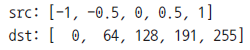 src: [-1, -0.5, 0, 0.5, 1]
dst: [ 0, 64, 128, 191, 255]